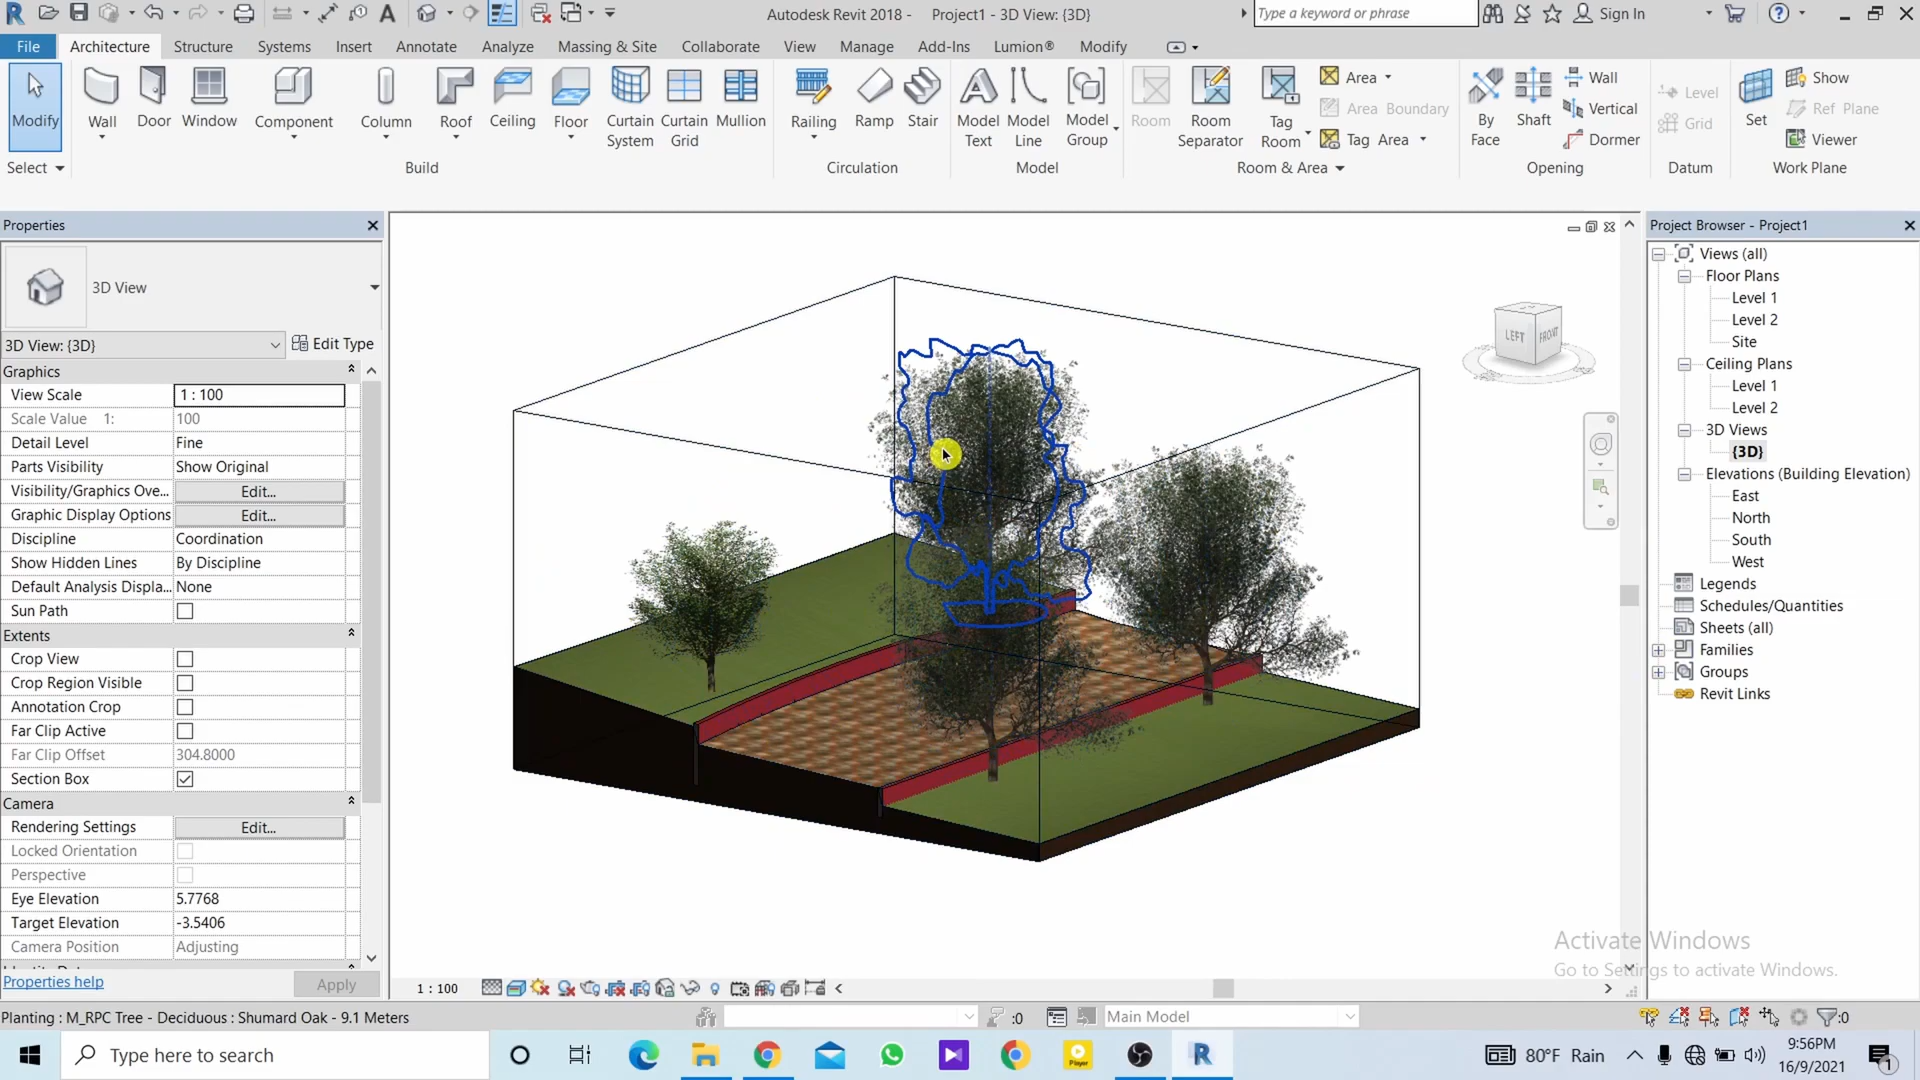 Autodesk Revit 2018 - Project1 - 3D View: {3D}
Type a keyword or phrase
Sign In
File Architecture Structure Systems Insert Annotate Analyze Massing & Site Collaborate View Manage Add-Ins Lumion® Modify
Modify Wall Door Window Component Column Roof Ceiling Floor Curtain System Curtain Grid Mullion Railing Ramp Stair Model Text Model Line Model Group Room Room Separator Tag Room
Area
Area Boundary
Tag Area
By Face Shaft Wall
Vertical
Dormer
Level
Grid
Set Show
Ref Plane
Viewer
Select Build Circulation Model Room & Area Opening Datum Work Plane
Properties
3D View
3D View: {3D} Edit Type
Graphics
View Scale 1 : 100
Scale Value 1: 100
Detail Level Fine
Parts Visibility Show Original
Visibility/Graphics Ove... Edit...
Graphic Display Options Edit...
Discipline Coordination
Show Hidden Lines By Discipline
Default Analysis Displa... None
Sun Path
Extents
Crop View
Crop Region Visible
Annotation Crop
Far Clip Active
Far Clip Offset 304.8000
Section Box
Camera
Rendering Settings Edit...
Locked Orientation
Perspective
Eye Elevation 5.7768
Target Elevation -3.5406
Camera Position Adjusting
Properties help Apply
LEFT FRONT
Project Browser - Project1
Views (all)
Floor Plans
Level 1
Level 2
Site
Ceiling Plans
Level 1
Level 2
3D Views
{3D}
Elevations (Building Elevation)
East
North
South
West
Legends
Schedules/Quantities
Sheets (all)
Families
Groups
Revit Links
Activate Windows
Go to Settings to activate Windows.
1 : 100
Planting : M_RPC Tree - Deciduous : Shumard Oak - 9.1 Meters
:0
Main Model
:0
Type here to search
Player
80°F Rain
9:56PM
16/9/2021
1